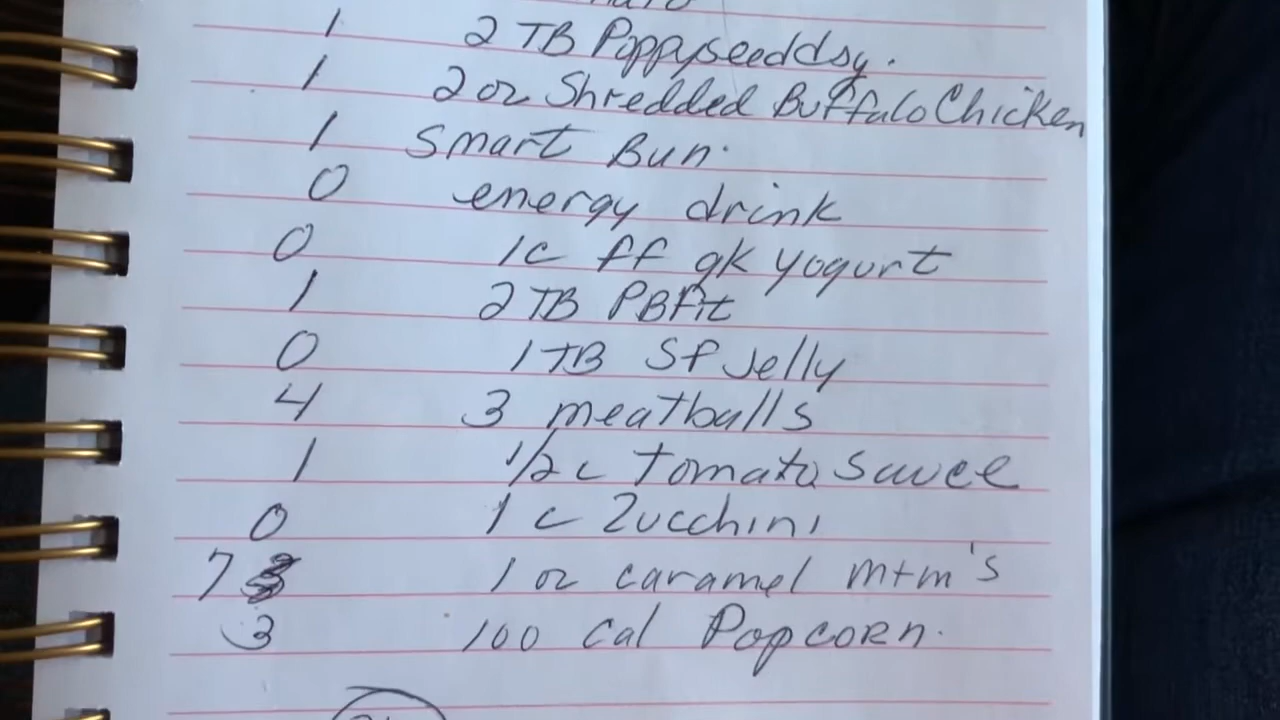 1 2 TB Poppyseed dsg.
1 2 oz Shredded Buffalo Chicken
1 Smart Bun.
0 energy drink
0 1c ff gk yogurt
1 2 TB PBFit
0 1 TB SF Jelly
4 3 meatballs
1 1/2 c Tomato Sauce
0 1 c Zucchini
7 1 oz caramel m+m's
3 100 Cal Popcorn.